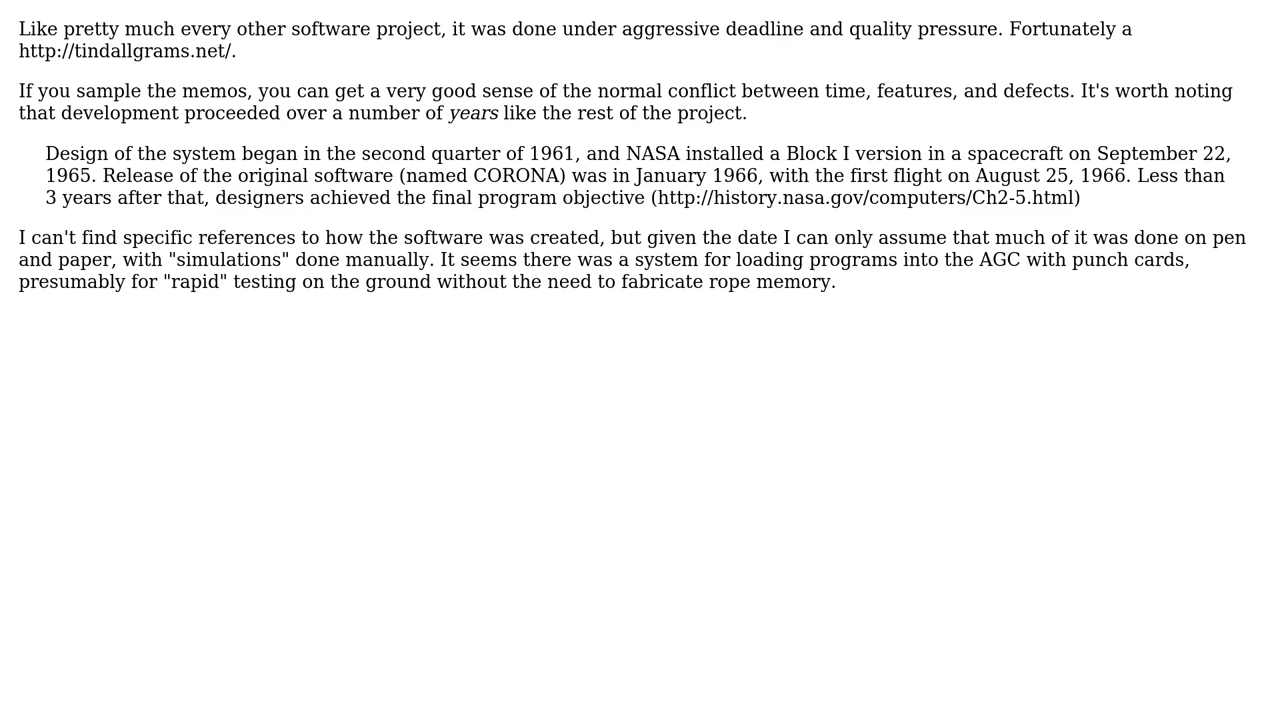 Like pretty much every other software project, it was done under aggressive deadline and quality pressure. Fortunately a
http://tindallgrams.net/.
If you sample the memos, you can get a very good sense of the normal conflict between time, features, and defects. It's worth noting
that development proceeded over a number of years like the rest of the project.
Design of the system began in the second quarter of 1961, and NASA installed a Block I version in a spacecraft on September 22,
1965. Release of the original software (named CORONA) was in January 1966, with the first flight on August 25, 1966. Less than
3 years after that, designers achieved the final program objective (http://history.nasa.gov/computers/Ch2-5.html)
I can't find specific references to how the software was created, but given the date I can only assume that much of it was done on pen
and paper, with "simulations" done manually. It seems there was a system for loading programs into the AGC with punch cards,
presumably for "rapid" testing on the ground without the need to fabricate rope memory.